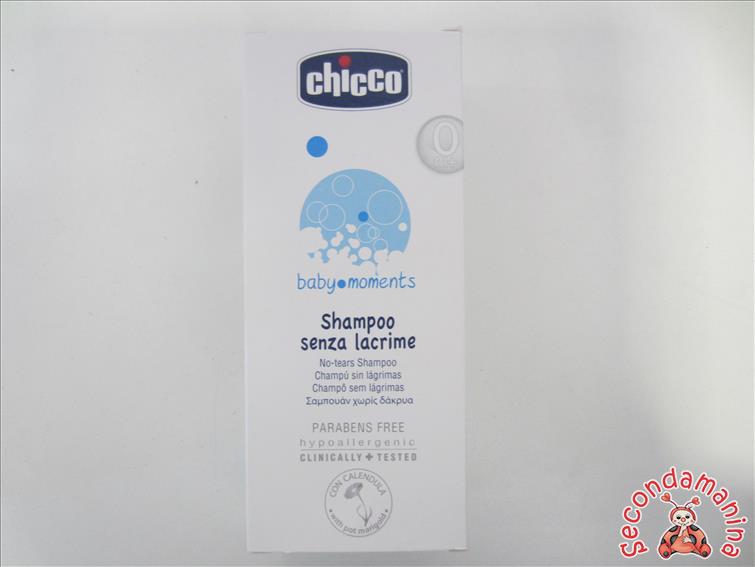 chicco
0
baby moments
Shampoo
senza lacrime
No-tears Shampoo
Champú sin lágrimas
Champô sem lágrimas
Σαμπουάν χωρίς δάκρυα
PARABENS FREE
hypoallergenic
CLINICALLY + TESTED
CON CALENDULA
with pot marigold
secondamanina